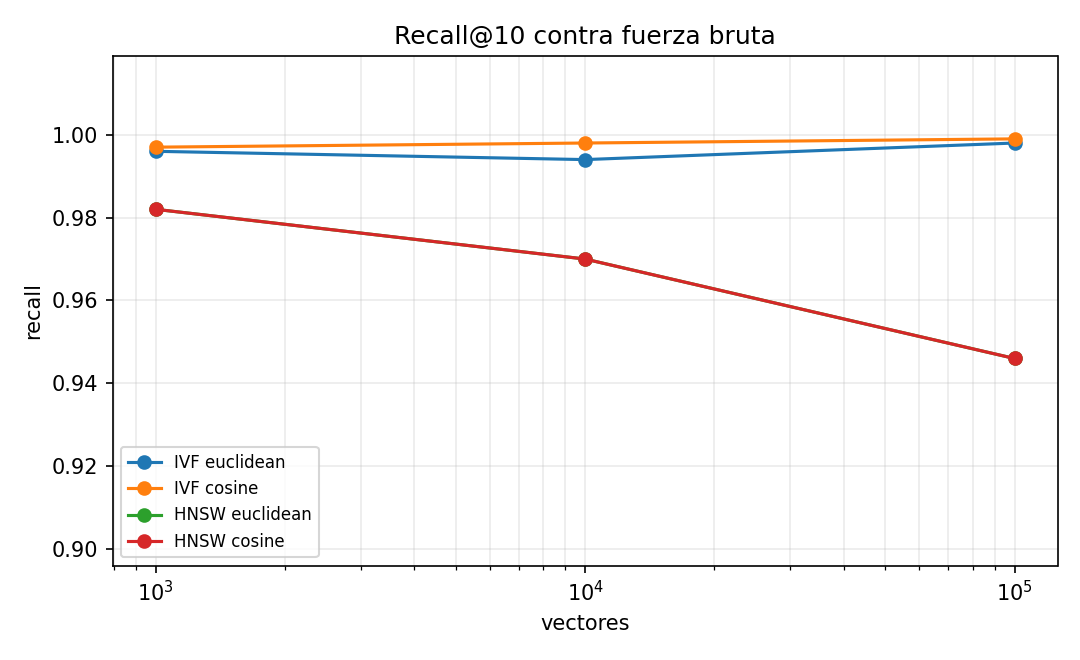 Recall@10 contra fuerza bruta
recall
1.00
0.98
0.96
0.94
0.92
0.90
IVF euclidean
IVF cosine
HNSW euclidean
HNSW cosine
10³
10⁴
10⁵
vectores